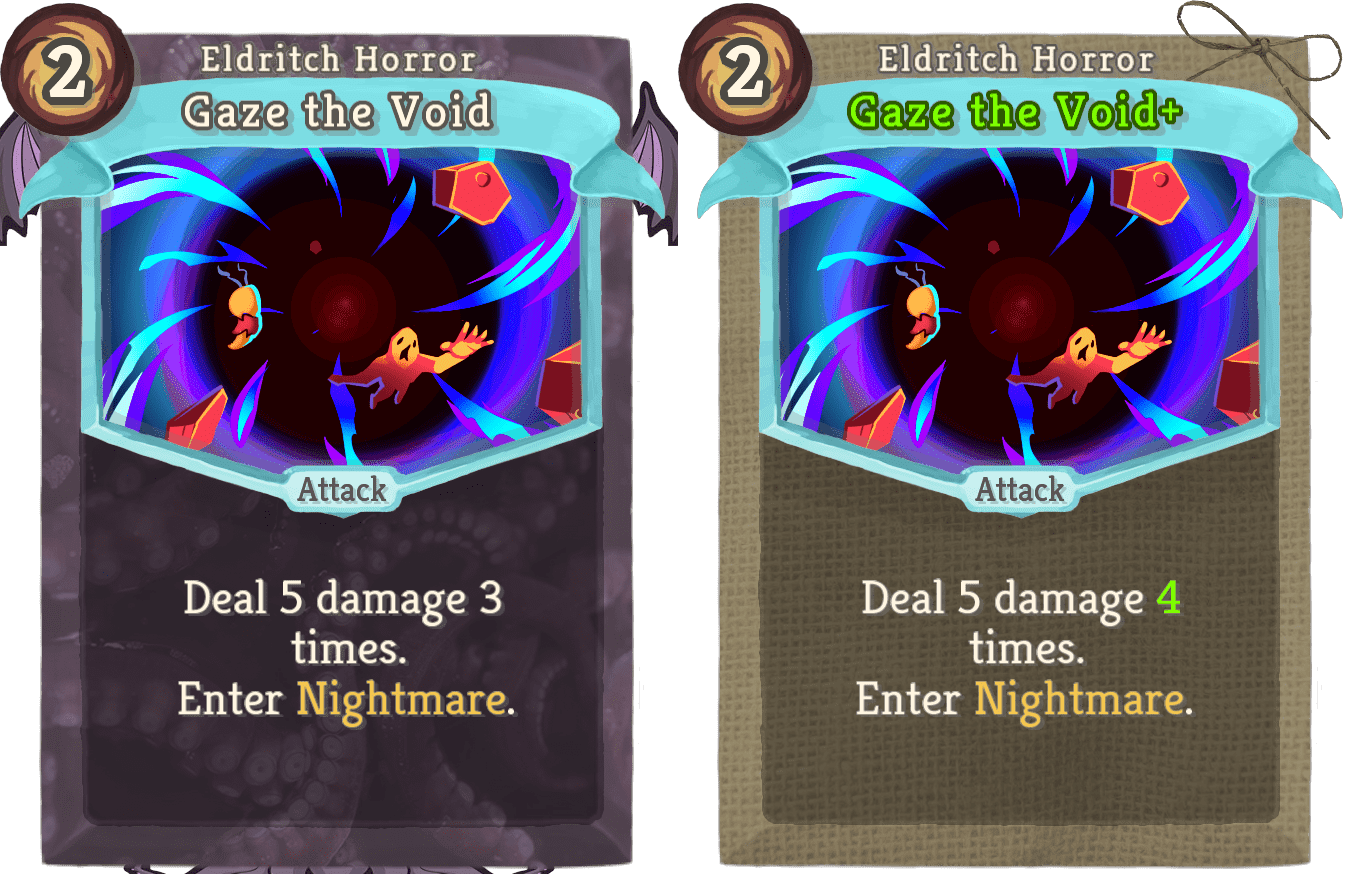 2
Eldritch Horror
Gaze the Void
Attack
Deal 5 damage 3
times.
Enter Nightmare.
2
Eldritch Horror
Gaze the Void+
Attack
Deal 5 damage 4
times.
Enter Nightmare.